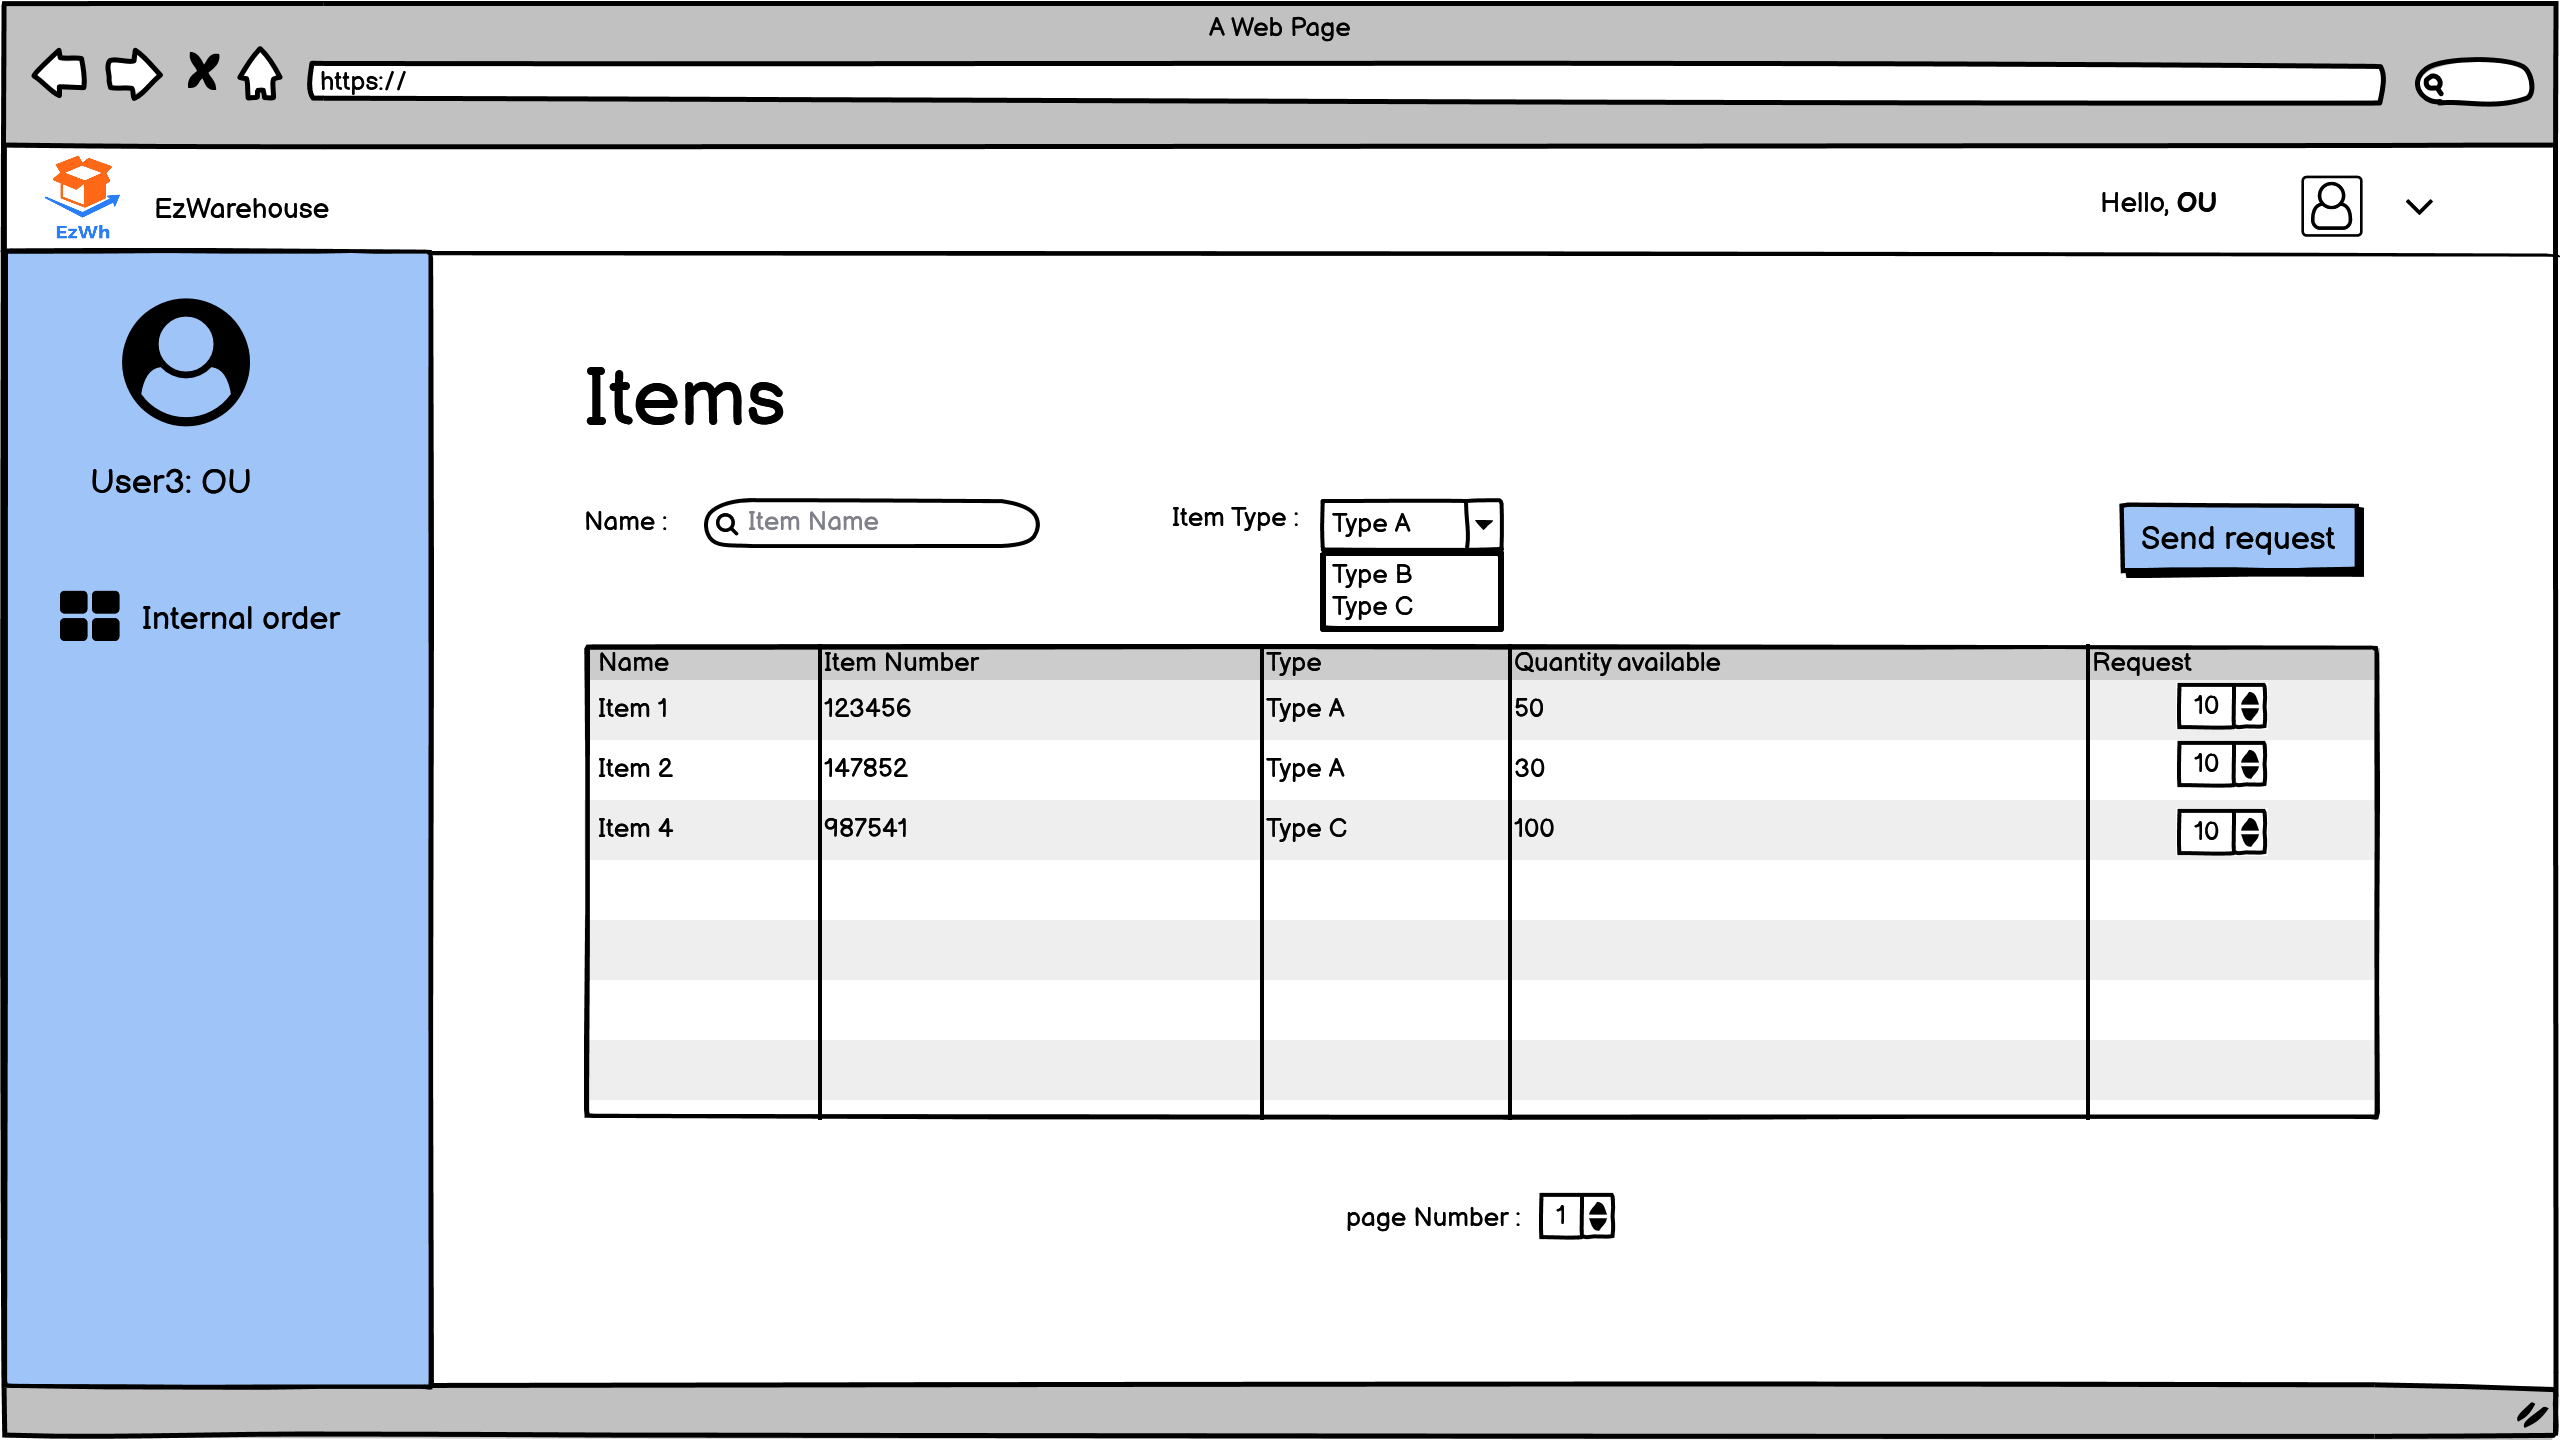 A Web Page
https://
EzWh
EzWarehouse
Hello, OU
User3: OU
Internal order
Items
Name :
Item Name
Item Type :
Type A
Type B
Type C
Send request
Name Item Number Type Quantity available Request
Item 1 123456 Type A 50 10
Item 2 147852 Type A 30 10
Item 4 987541 Type C 100 10
page Number : 1